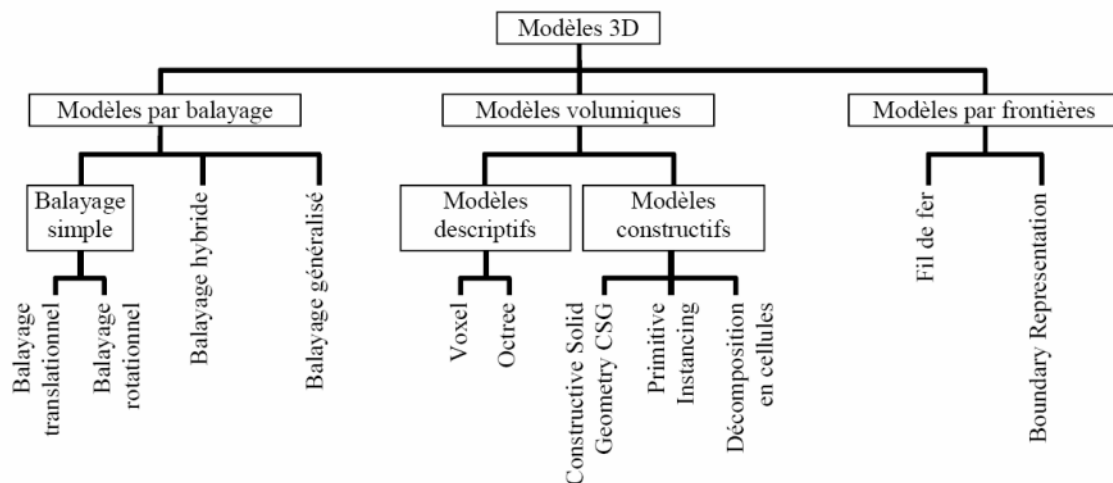 Modèles 3D
Modèles par balayage
Modèles volumiques
Modèles par frontières
Balayage
simple
Balayage hybride
Balayage généralisé
Modèles
descriptifs
Modèles
constructifs
Fil de fer
Boundary Representation
Balayage
translationnel
Balayage
rotationnel
Voxel
Octree
Constructive Solid
Geometry CSG
Primitive
Instancing
Décomposition
en cellules